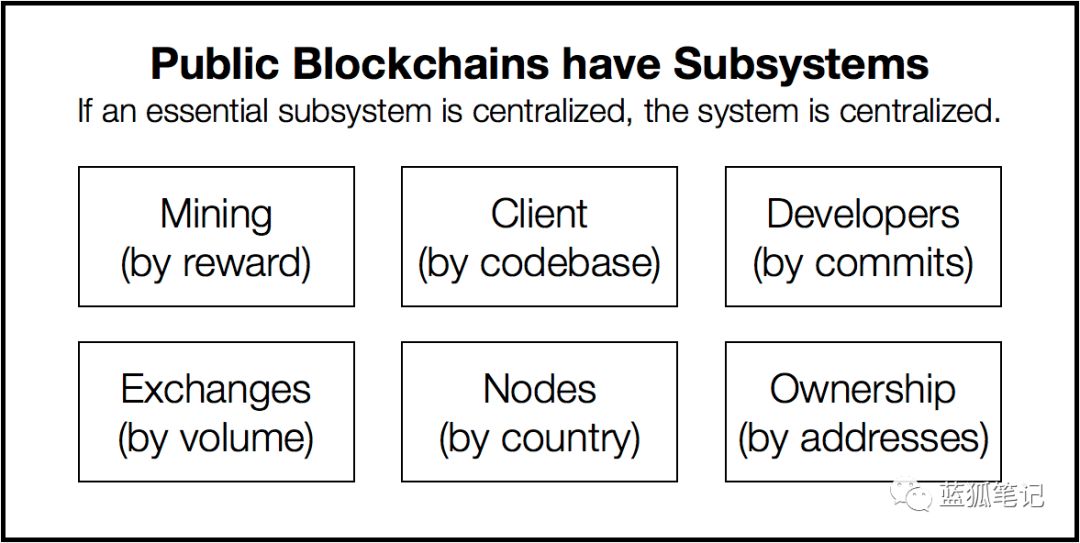 Public Blockchains have Subsystems
If an essential subsystem is centralized, the system is centralized.
Mining
(by reward)
Client
(by codebase)
Developers
(by commits)
Exchanges
(by volume)
Nodes
(by country)
Ownership
(by addresses)
蓝狐笔记